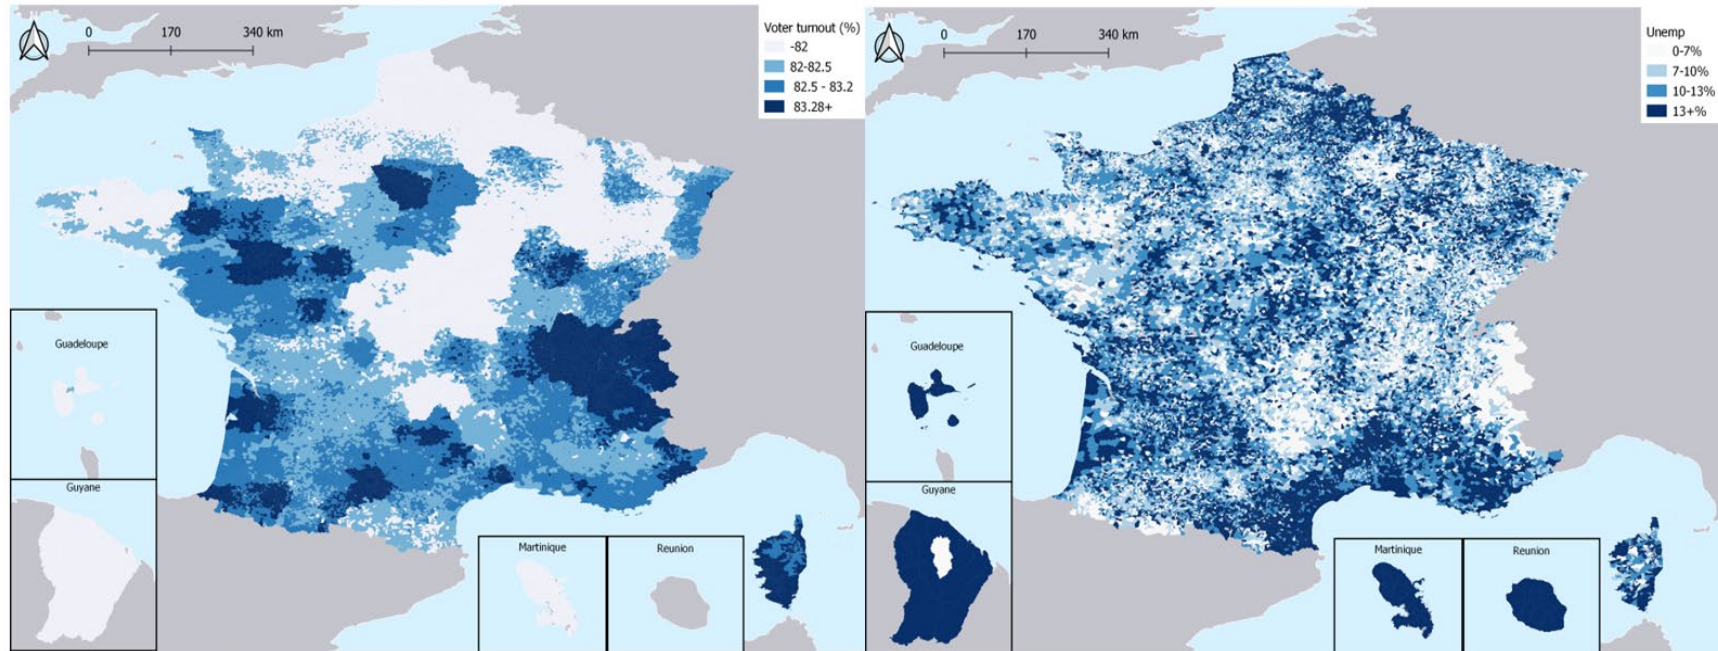 Voter turnout (%)
-82
82-82.5
82.5 - 83.2
83.28+
0 170 340 km
Guadeloupe
Guyane
Martinique
Reunion
Unemp
0-7%
7-10%
10-13%
13+%
0 170 340 km
Guadeloupe
Guyane
Martinique
Reunion